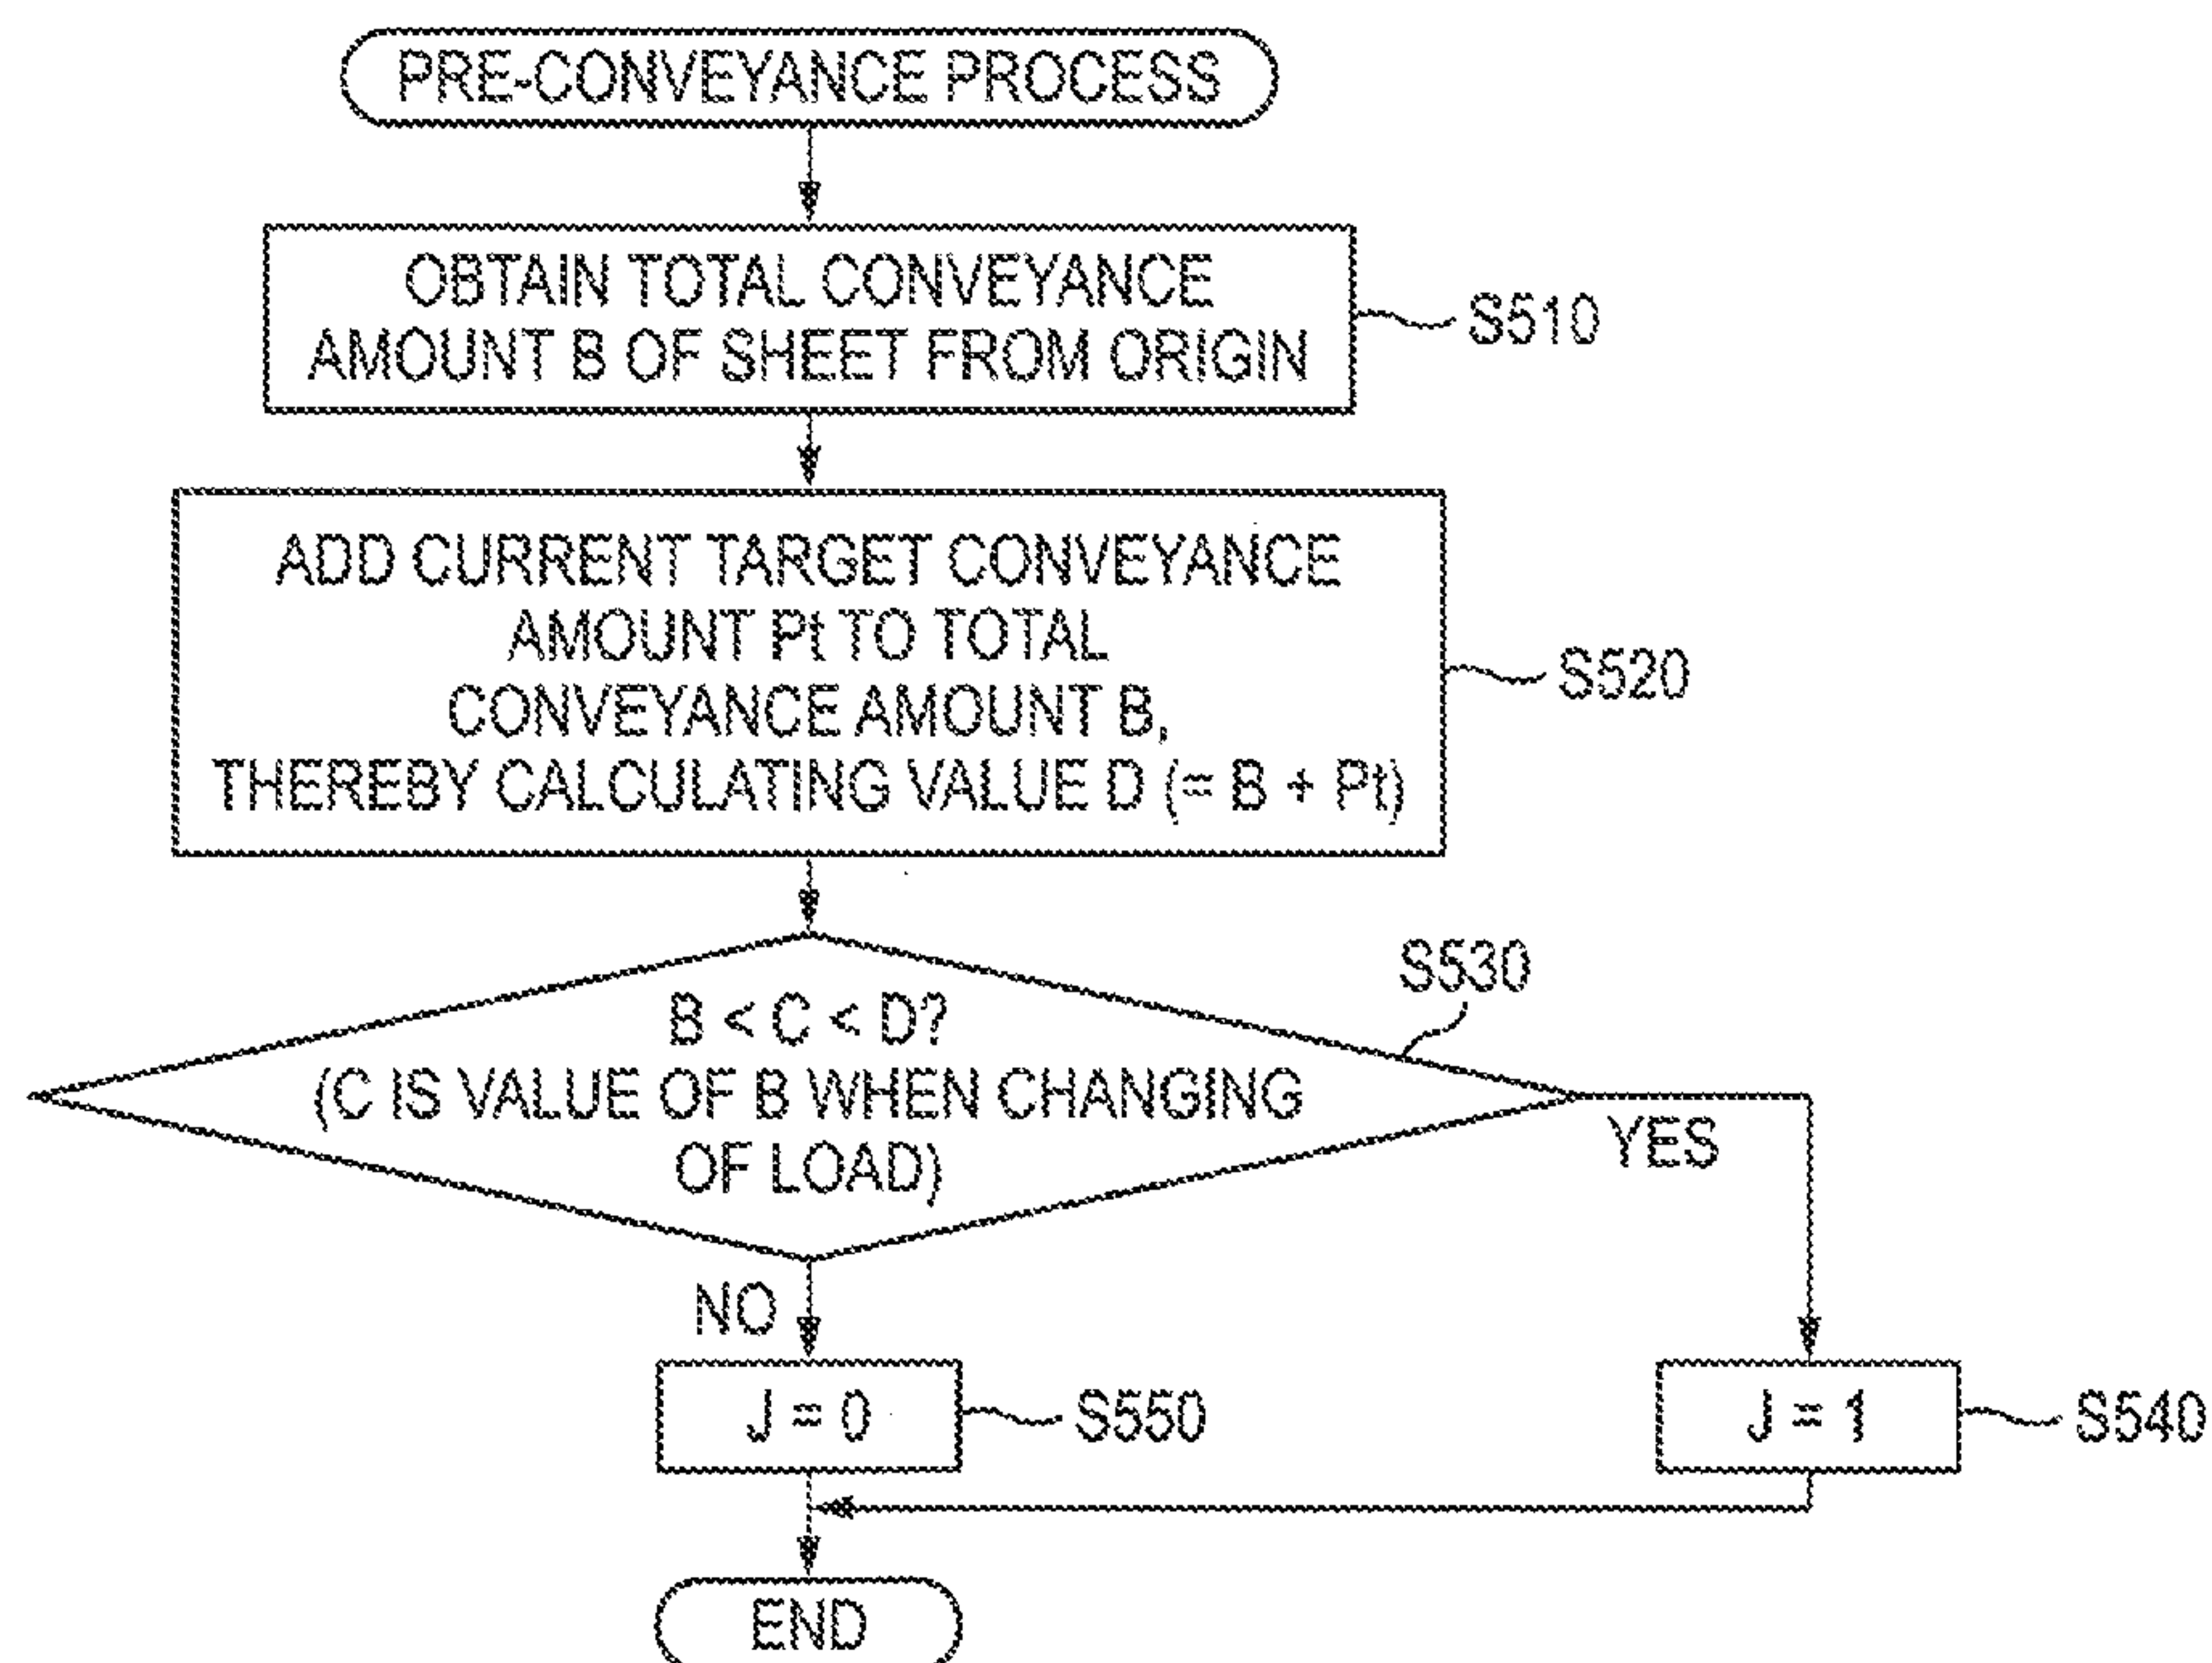 PRE-CONVEYANCE PROCESS
OBTAIN TOTAL CONVEYANCE
AMOUNT B OF SHEET FROM ORIGIN
S510
ADD CURRENT TARGET CONVEYANCE
AMOUNT Pt TO TOTAL
CONVEYANCE AMOUNT B,
THEREBY CALCULATING VALUE D (= B + Pt)
S520
S530
B < C < D?
(C IS VALUE OF B WHEN CHANGING
OF LOAD)
YES
NO
J = 0
S550
J = 1
S540
END